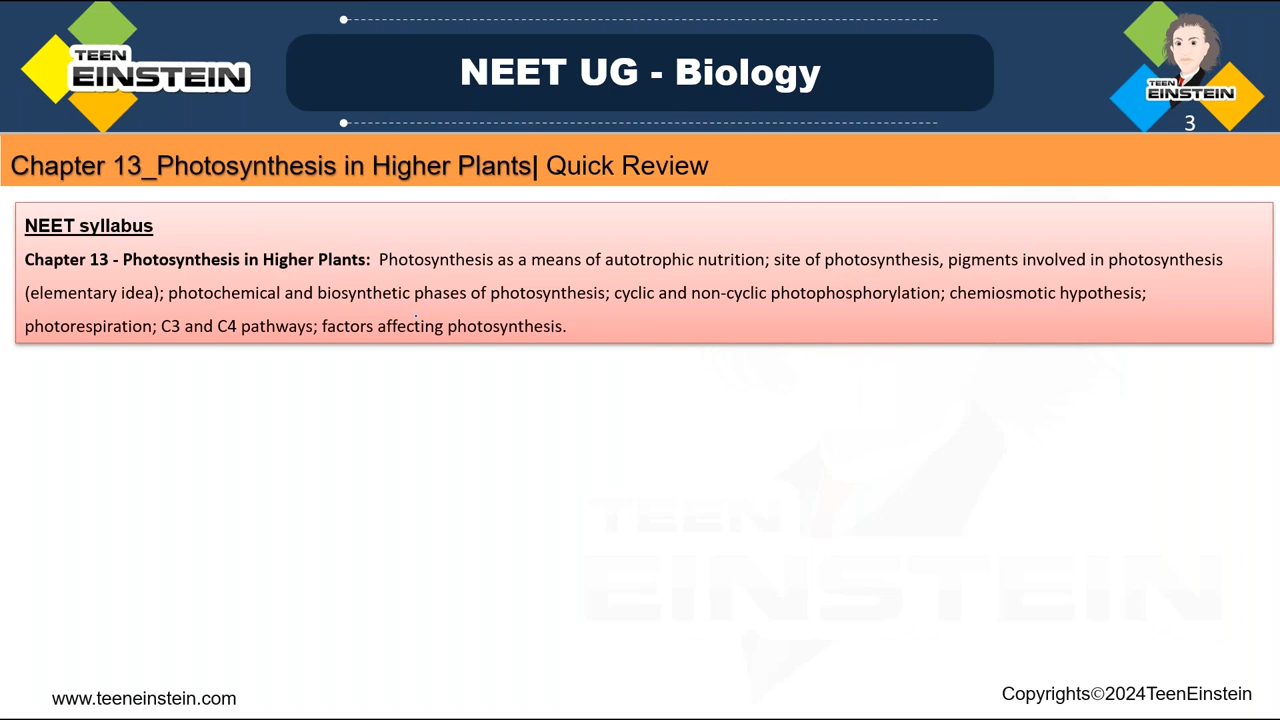 TEEN
EINSTEIN
NEET UG - Biology
TEEN
EINSTEIN
3
Chapter 13_Photosynthesis in Higher Plants| Quick Review
NEET syllabus
Chapter 13 - Photosynthesis in Higher Plants: Photosynthesis as a means of autotrophic nutrition; site of photosynthesis, pigments involved in photosynthesis
(elementary idea); photochemical and biosynthetic phases of photosynthesis; cyclic and non-cyclic photophosphorylation; chemiosmotic hypothesis;
photorespiration; C3 and C4 pathways; factors affecting photosynthesis.
TEEN
EINSTEIN
www.teeneinstein.com
Copyrights©2024TeenEinstein